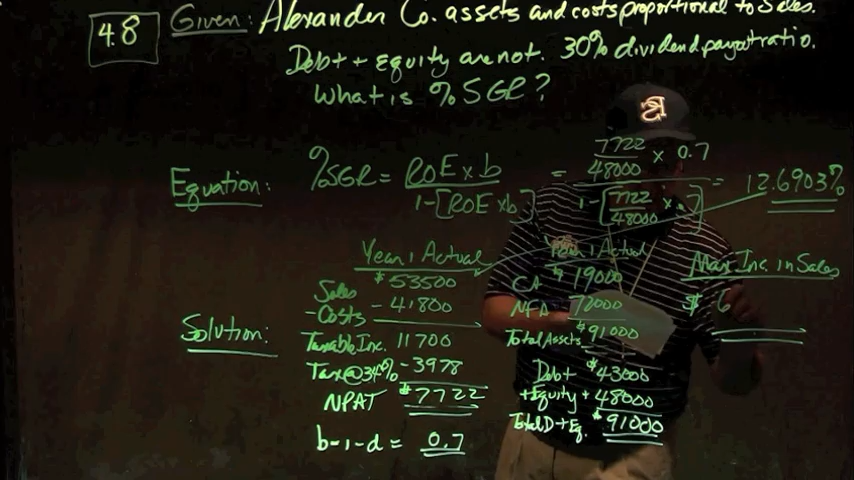 4.8 Given: Alexander Co. assets and costs proportional to Sales.
Debt + Equity are not. 30% dividend payout ratio.
What is % SGR?
Equation: %SGR = ROE x b / 1-[ROE x b] = 7722/48000 x 0.7 / 1-[7722/48000 x .7] = 12.6903%
Solution:
Year 1 Actual
Sales $53500
-Costs -41800
Taxable Inc. 11700
Tax@34% -3978
NPAT $7722
b-1-d = 0.7
Year 1 Actual
CA $19000
NFA 72000
Total Assets $91000
Debt $43000
+Equity +48000
Total D+Eq. $91000
Max Inc. in Sales
$ 6